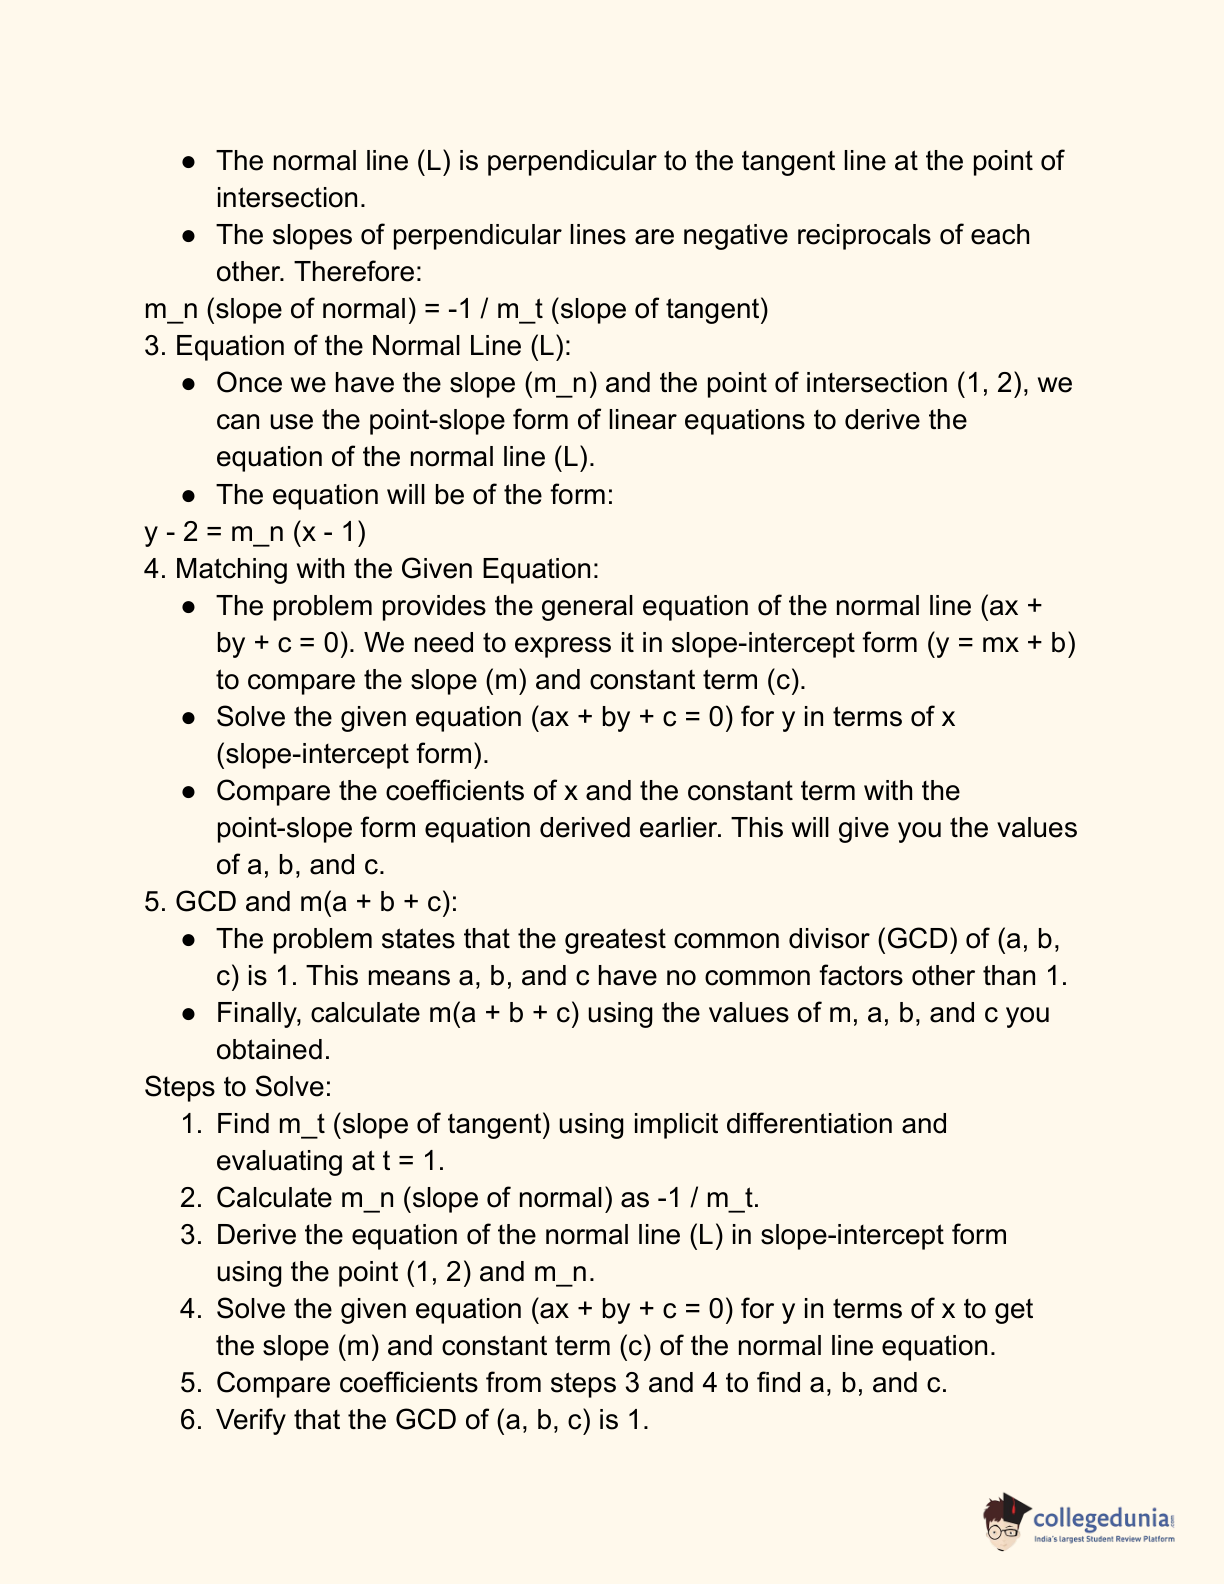 ● The normal line (L) is perpendicular to the tangent line at the point of
intersection.
● The slopes of perpendicular lines are negative reciprocals of each
other. Therefore:
m_n (slope of normal) = -1 / m_t (slope of tangent)
3. Equation of the Normal Line (L):
● Once we have the slope (m_n) and the point of intersection (1, 2), we
can use the point-slope form of linear equations to derive the
equation of the normal line (L).
● The equation will be of the form:
y - 2 = m_n (x - 1)
4. Matching with the Given Equation:
● The problem provides the general equation of the normal line (ax +
by + c = 0). We need to express it in slope-intercept form (y = mx + b)
to compare the slope (m) and constant term (c).
● Solve the given equation (ax + by + c = 0) for y in terms of x
(slope-intercept form).
● Compare the coefficients of x and the constant term with the
point-slope form equation derived earlier. This will give you the values
of a, b, and c.
5. GCD and m(a + b + c):
● The problem states that the greatest common divisor (GCD) of (a, b,
c) is 1. This means a, b, and c have no common factors other than 1.
● Finally, calculate m(a + b + c) using the values of m, a, b, and c you
obtained.
Steps to Solve:
1. Find m_t (slope of tangent) using implicit differentiation and
evaluating at t = 1.
2. Calculate m_n (slope of normal) as -1 / m_t.
3. Derive the equation of the normal line (L) in slope-intercept form
using the point (1, 2) and m_n.
4. Solve the given equation (ax + by + c = 0) for y in terms of x to get
the slope (m) and constant term (c) of the normal line equation.
5. Compare coefficients from steps 3 and 4 to find a, b, and c.
6. Verify that the GCD of (a, b, c) is 1.
collegedunia.com
India's largest Student Review Platform